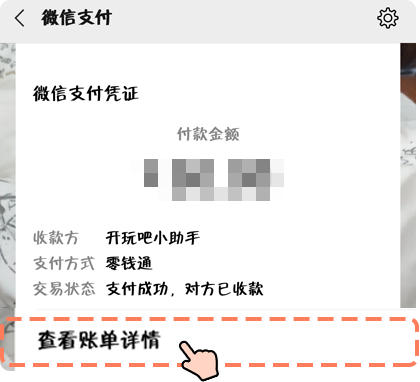 微信支付
微信支付凭证
付款金额
收款方 开玩吧小助手
支付方式 零钱通
交易状态 支付成功，对方已收款
查看账单详情